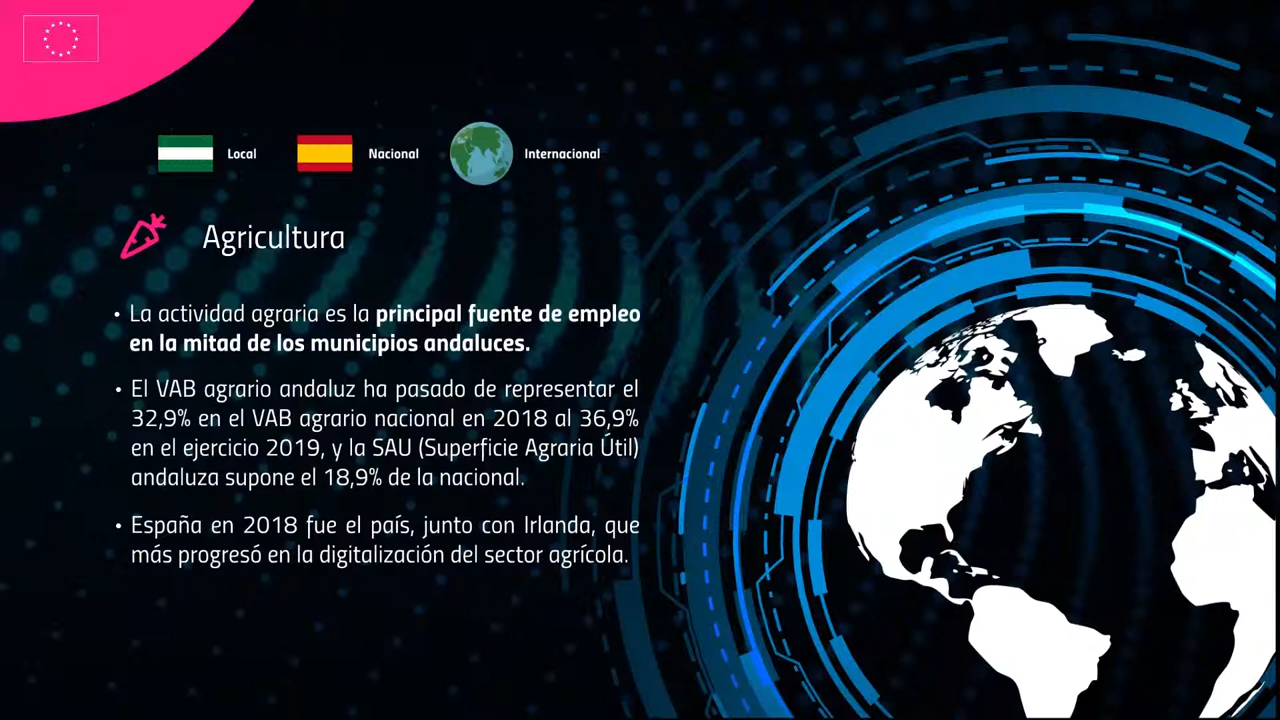 Local
Nacional
Internacional
Agricultura
• La actividad agraria es la principal fuente de empleo
en la mitad de los municipios andaluces.
• El VAB agrario andaluz ha pasado de representar el
32,9% en el VAB agrario nacional en 2018 al 36,9%
en el ejercicio 2019, y la SAU (Superficie Agraria Útil)
andaluza supone el 18,9% de la nacional.
• España en 2018 fue el país, junto con Irlanda, que
más progresó en la digitalización del sector agrícola.